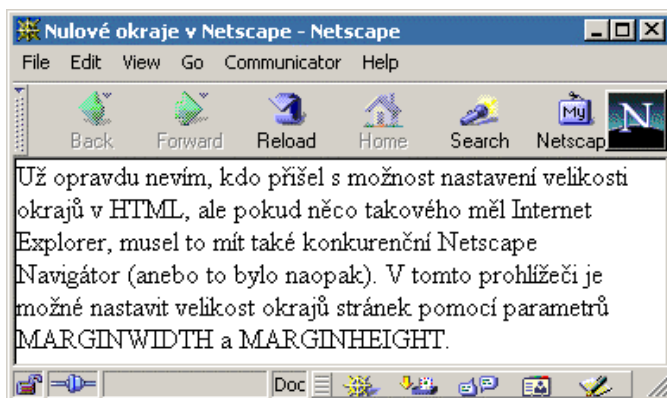 Nulové okraje v Netscape - Netscape
File Edit View Go Communicator Help
Back Forward Reload Home Search Netscap
My
N
Už opravdu nevím, kdo přišel s možnost nastavení velikosti
okrajů v HTML, ale pokud něco takového měl Internet
Explorer, musel to mít také konkurenční Netscape
Navigátor (anebo to bylo naopak). V tomto prohlížeči je
možné nastavit velikost okrajů stránek pomocí parametrů
MARGINWIDTH a MARGINHEIGHT.
Doc